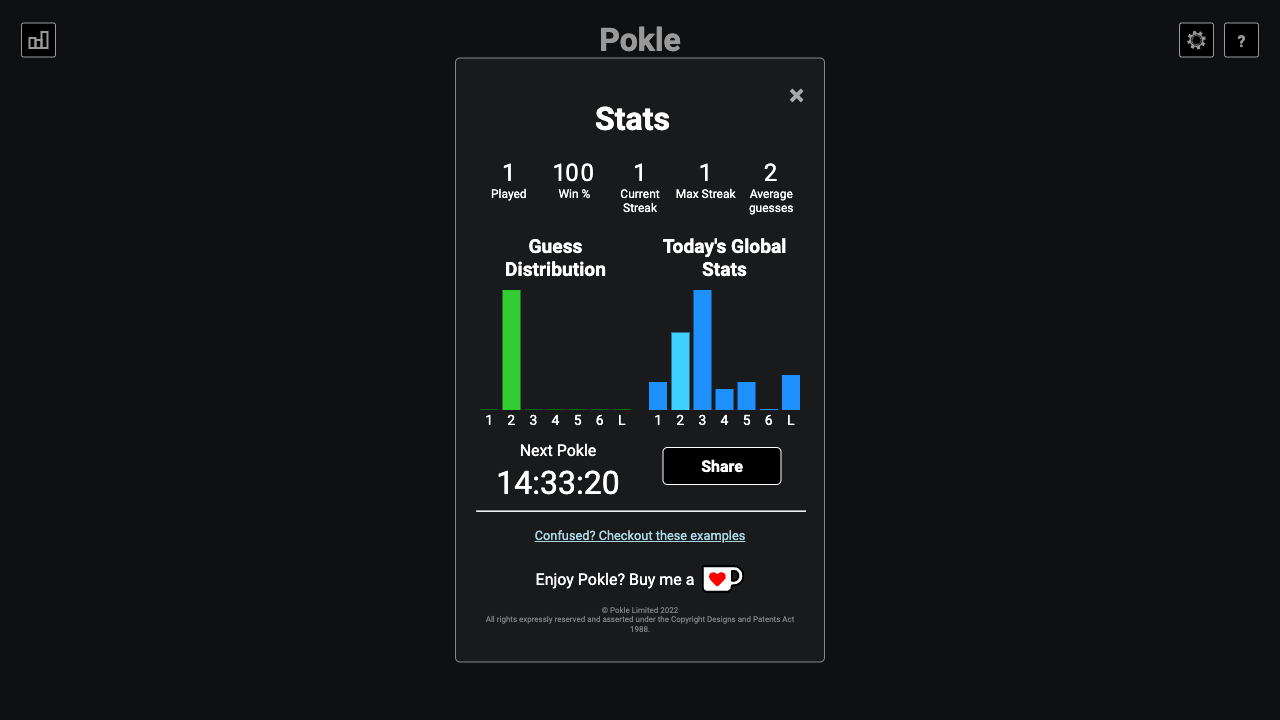 Pokle
?
Stats
1 100 1 1 2
Played Win % Current Streak Max Streak Average guesses
Guess Distribution
Today's Global Stats
1 2 3 4 5 6 L
1 2 3 4 5 6 L
Next Pokle
14:33:20
Share
Confused? Checkout these examples
Enjoy Pokle? Buy me a
© Pokle Limited 2022
All rights expressly reserved and asserted under the Copyright Designs and Patents Act
1988.